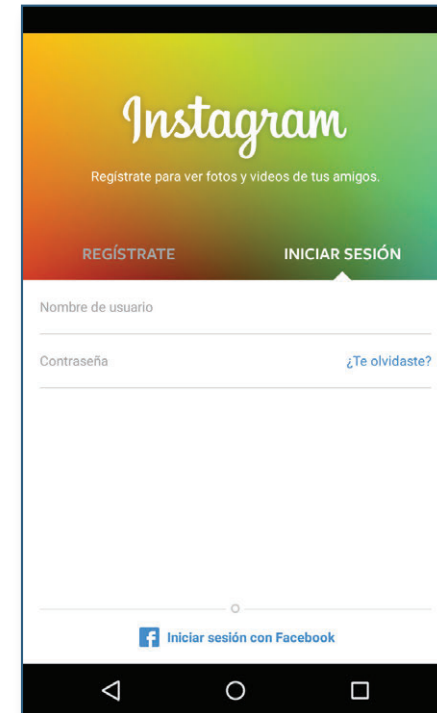 Instagram
Regístrate para ver fotos y videos de tus amigos.
REGÍSTRATE INICIAR SESIÓN
Nombre de usuario
Contraseña ¿Te olvidaste?
Iniciar sesión con Facebook